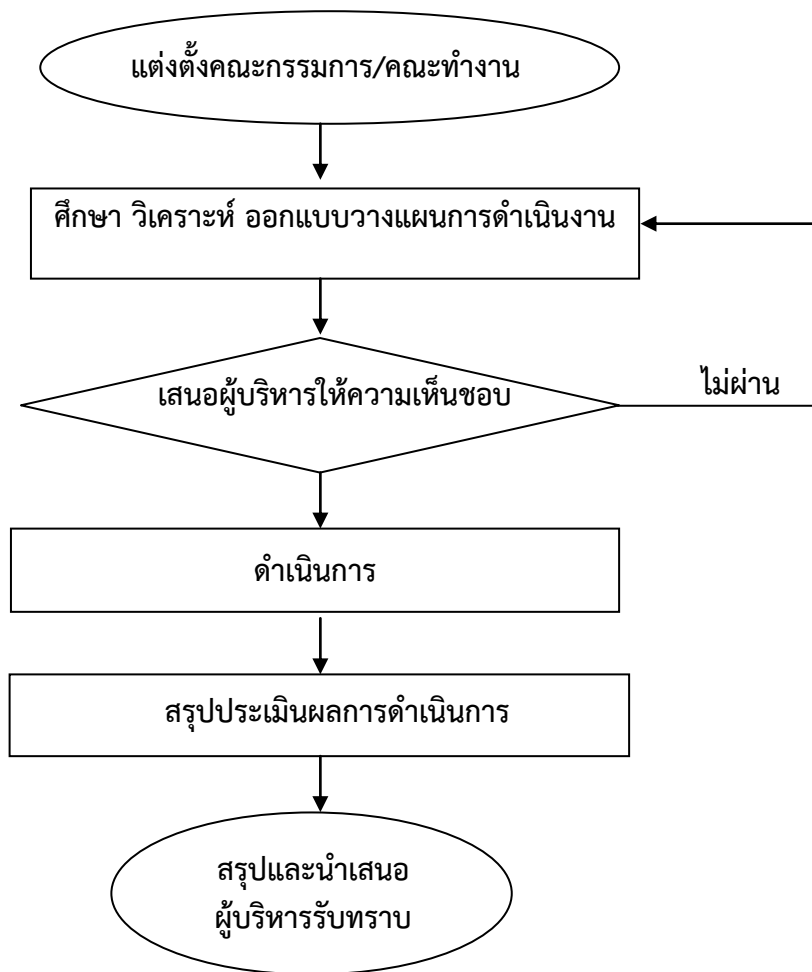 แต่งตั้งคณะกรรมการ/คณะทำงาน
ศึกษา วิเคราะห์ ออกแบบวางแผนการดำเนินงาน
เสนอผู้บริหารให้ความเห็นชอบ
ไม่ผ่าน
ดำเนินการ
สรุปประเมินผลการดำเนินการ
สรุปและนำเสนอ
ผู้บริหารรับทราบ